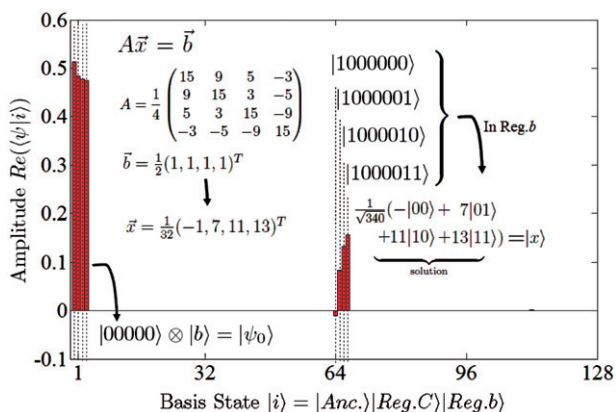 Amplitude Re(⟨ψ|i⟩)
0.6
0.5
0.4
0.3
0.2
0.1
0
-0.1
1
32
64
96
128
Basis State |i⟩ = |Anc.⟩|Reg.C⟩|Reg.b⟩
A\vec{x} = \vec{b}
A = \frac{1}{4} \begin{pmatrix} 15 & 9 & 5 & -3 \\ 9 & 15 & 3 & -5 \\ 5 & 3 & 15 & -9 \\ -3 & -5 & -9 & 15 \end{pmatrix}
\vec{b} = \frac{1}{2}(1, 1, 1, 1)^T
\vec{x} = \frac{1}{32}(-1, 7, 11, 13)^T
|00000⟩ ⊗ |b⟩ = |ψ_0⟩
|1000000⟩
|1000001⟩
|1000010⟩
|1000011⟩
In Reg.b
\frac{1}{\sqrt{340}}(-|00⟩ + 7|01⟩
+11|10⟩ +13|11⟩) = |x⟩
solution